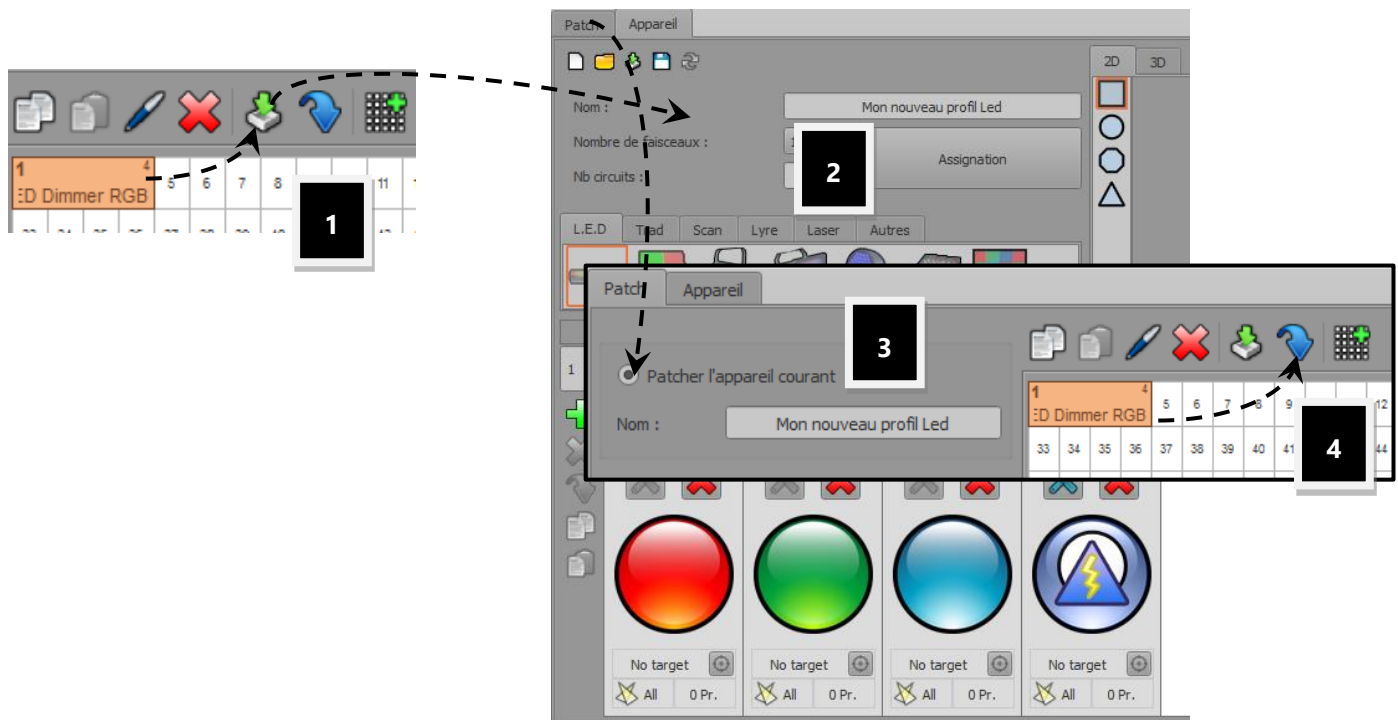 Patch Appareil
2D 3D
Nom : Mon nouveau profil Led
Nombre de faisceaux : 1
Nb circuits :
Assignation
2
L.E.D Trad Scan Lyre Laser Autres
1 4 5 6 7 8 11
ED Dimmer RGB
1
Patch Appareil
3
Patcher l'appareil courant
Nom : Mon nouveau profil Led
1 4 5 6 7 8 9 12
ED Dimmer RGB
33 34 35 36 37 38 39 40 41 44
4
1
No target No target No target No target
All 0 Pr. All 0 Pr. All 0 Pr. All 0 Pr.